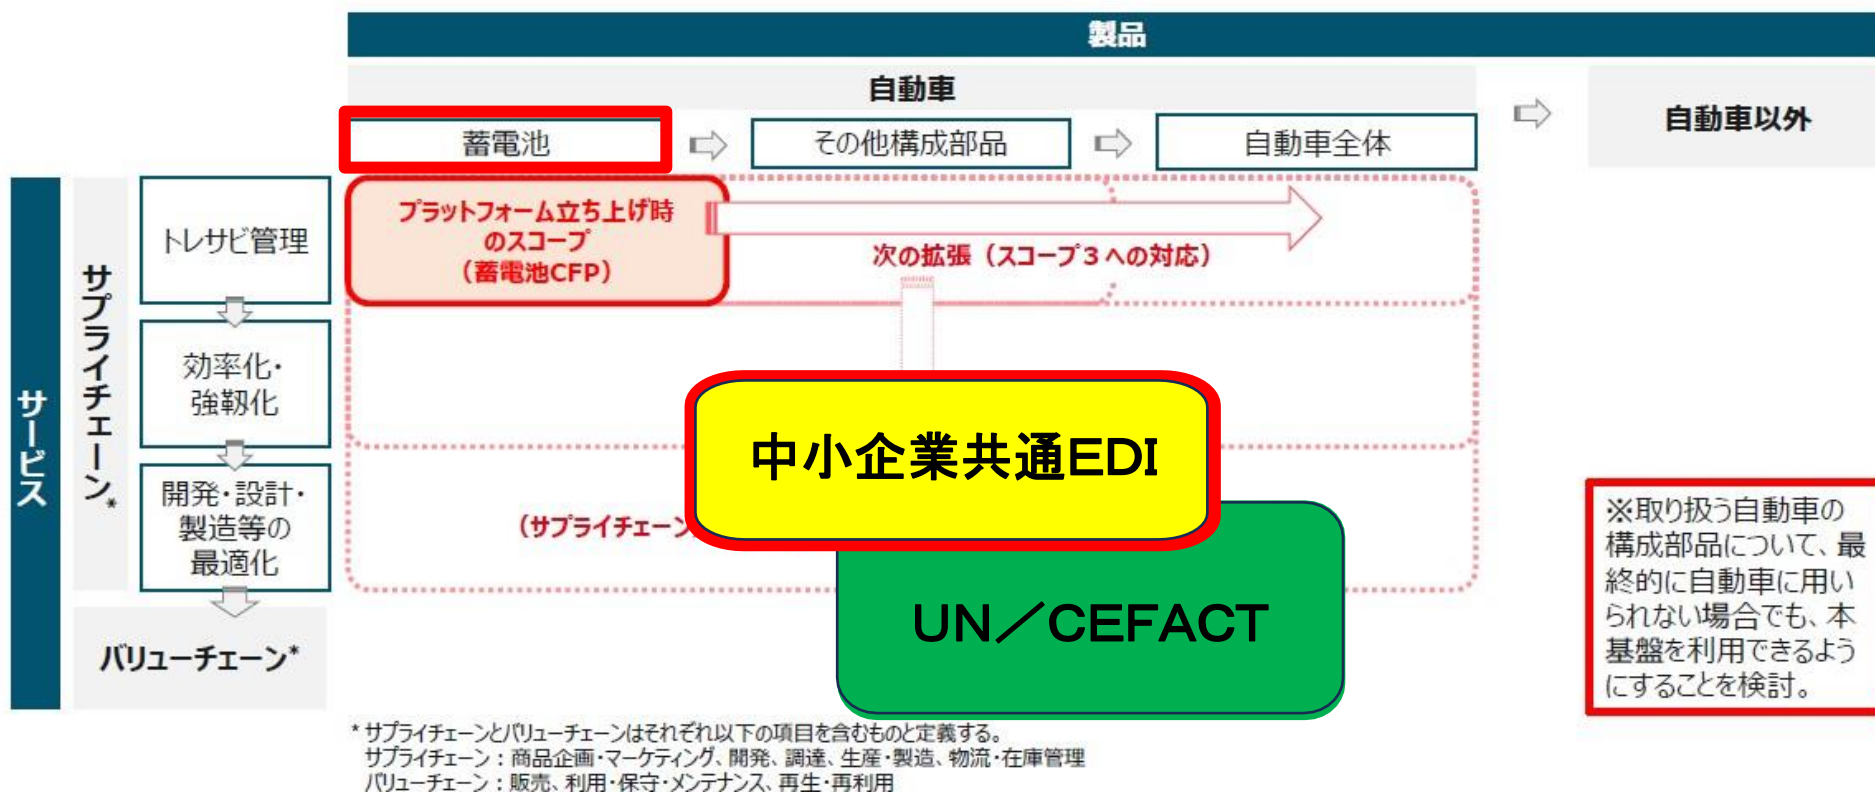 製品
自動車
自動車以外
蓄電池
その他構成部品
自動車全体
サービス
サプライチェーン*
トレサビ管理
プラットフォーム立ち上げ時
のスコープ
（蓄電池CFP）
次の拡張（スコープ３への対応）
効率化・
強靱化
中小企業共通EDI
開発・設計・
製造等の
最適化
（サプライチェーン
UN／CEFACT
バリューチェーン*
※取り扱う自動車の
構成部品について、最
終的に自動車に用い
られない場合でも、本
基盤を利用できるよう
にすることを検討。
* サプライチェーンとバリューチェーンはそれぞれ以下の項目を含むものと定義する。
サプライチェーン：商品企画・マーケティング、開発、調達、生産・製造、物流・在庫管理
バリューチェーン：販売、利用・保守・メンテナンス、再生・再利用